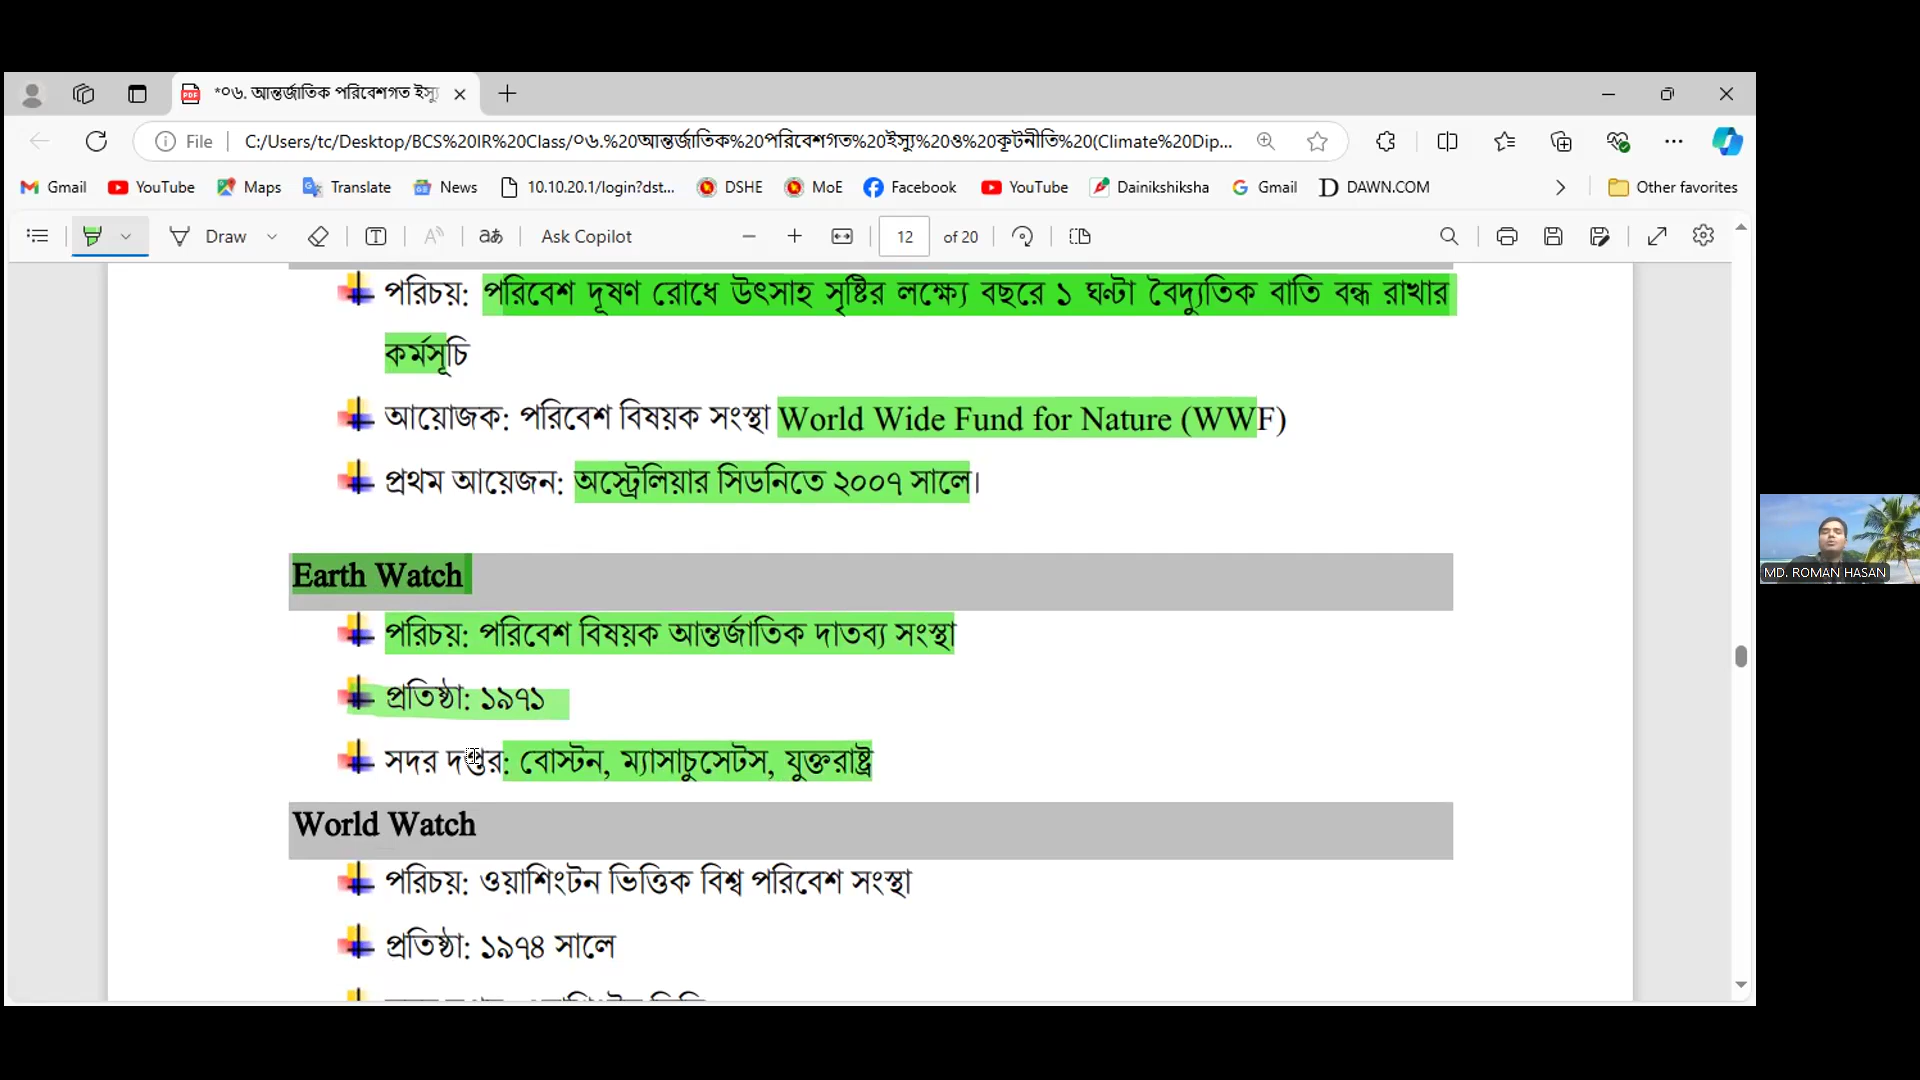 *০৬. আন্তর্জাতিক পরিবেশগত ইস্যু
File C:/Users/tc/Desktop/BCS%20IR%20Class/০৬.%20আন্তর্জাতিক%20পরিবেশগত%20ইস্যু%20ও%20কূটনীতি%20(Climate%20Dip...
Gmail YouTube Maps Translate News 10.10.20.1/login?dst... DSHE MoE Facebook YouTube Dainikshiksha Gmail DAWN.COM Other favorites
Draw Ask Copilot 12 of 20
পরিচয়: পরিবেশ দূষণ রোধে উৎসাহ সৃষ্টির লক্ষ্যে বছরে ১ ঘণ্টা বৈদ্যুতিক বাতি বন্ধ রাখার
কর্মসূচি
আয়োজক: পরিবেশ বিষয়ক সংস্থা World Wide Fund for Nature (WWF)
প্রথম আয়েজন: অস্ট্রেলিয়ার সিডনিতে ২০০৭ সালে।
Earth Watch
পরিচয়: পরিবেশ বিষয়ক আন্তর্জাতিক দাতব্য সংস্থা
প্রতিষ্ঠা: ১৯৭১
সদর দপ্তর: বোস্টন, ম্যাসাচুসেটস, যুক্তরাষ্ট্র
MD. ROMAN HASAN
World Watch
পরিচয়: ওয়াশিংটন ভিত্তিক বিশ্ব পরিবেশ সংস্থা
প্রতিষ্ঠা: ১৯৭৪ সালে